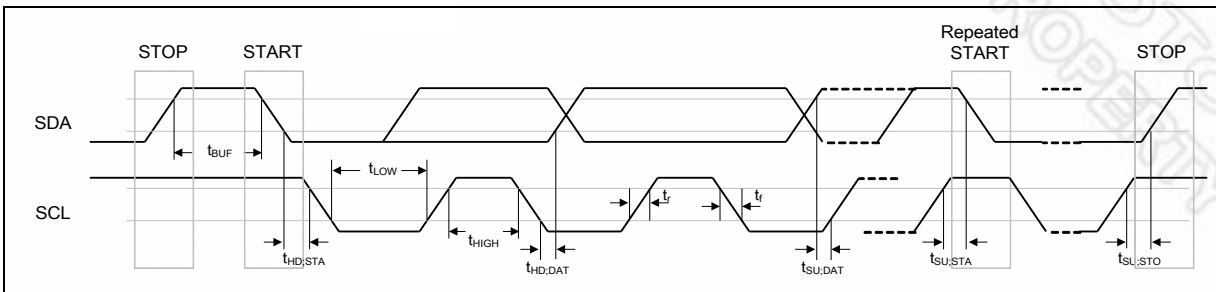 Repeated
STOP START START STOP
SDA
tBUF
tLOW
SCL
tr tf
tHIGH
tHD;STA tHD;DAT tSU;DAT tSU;STA tSU;STO